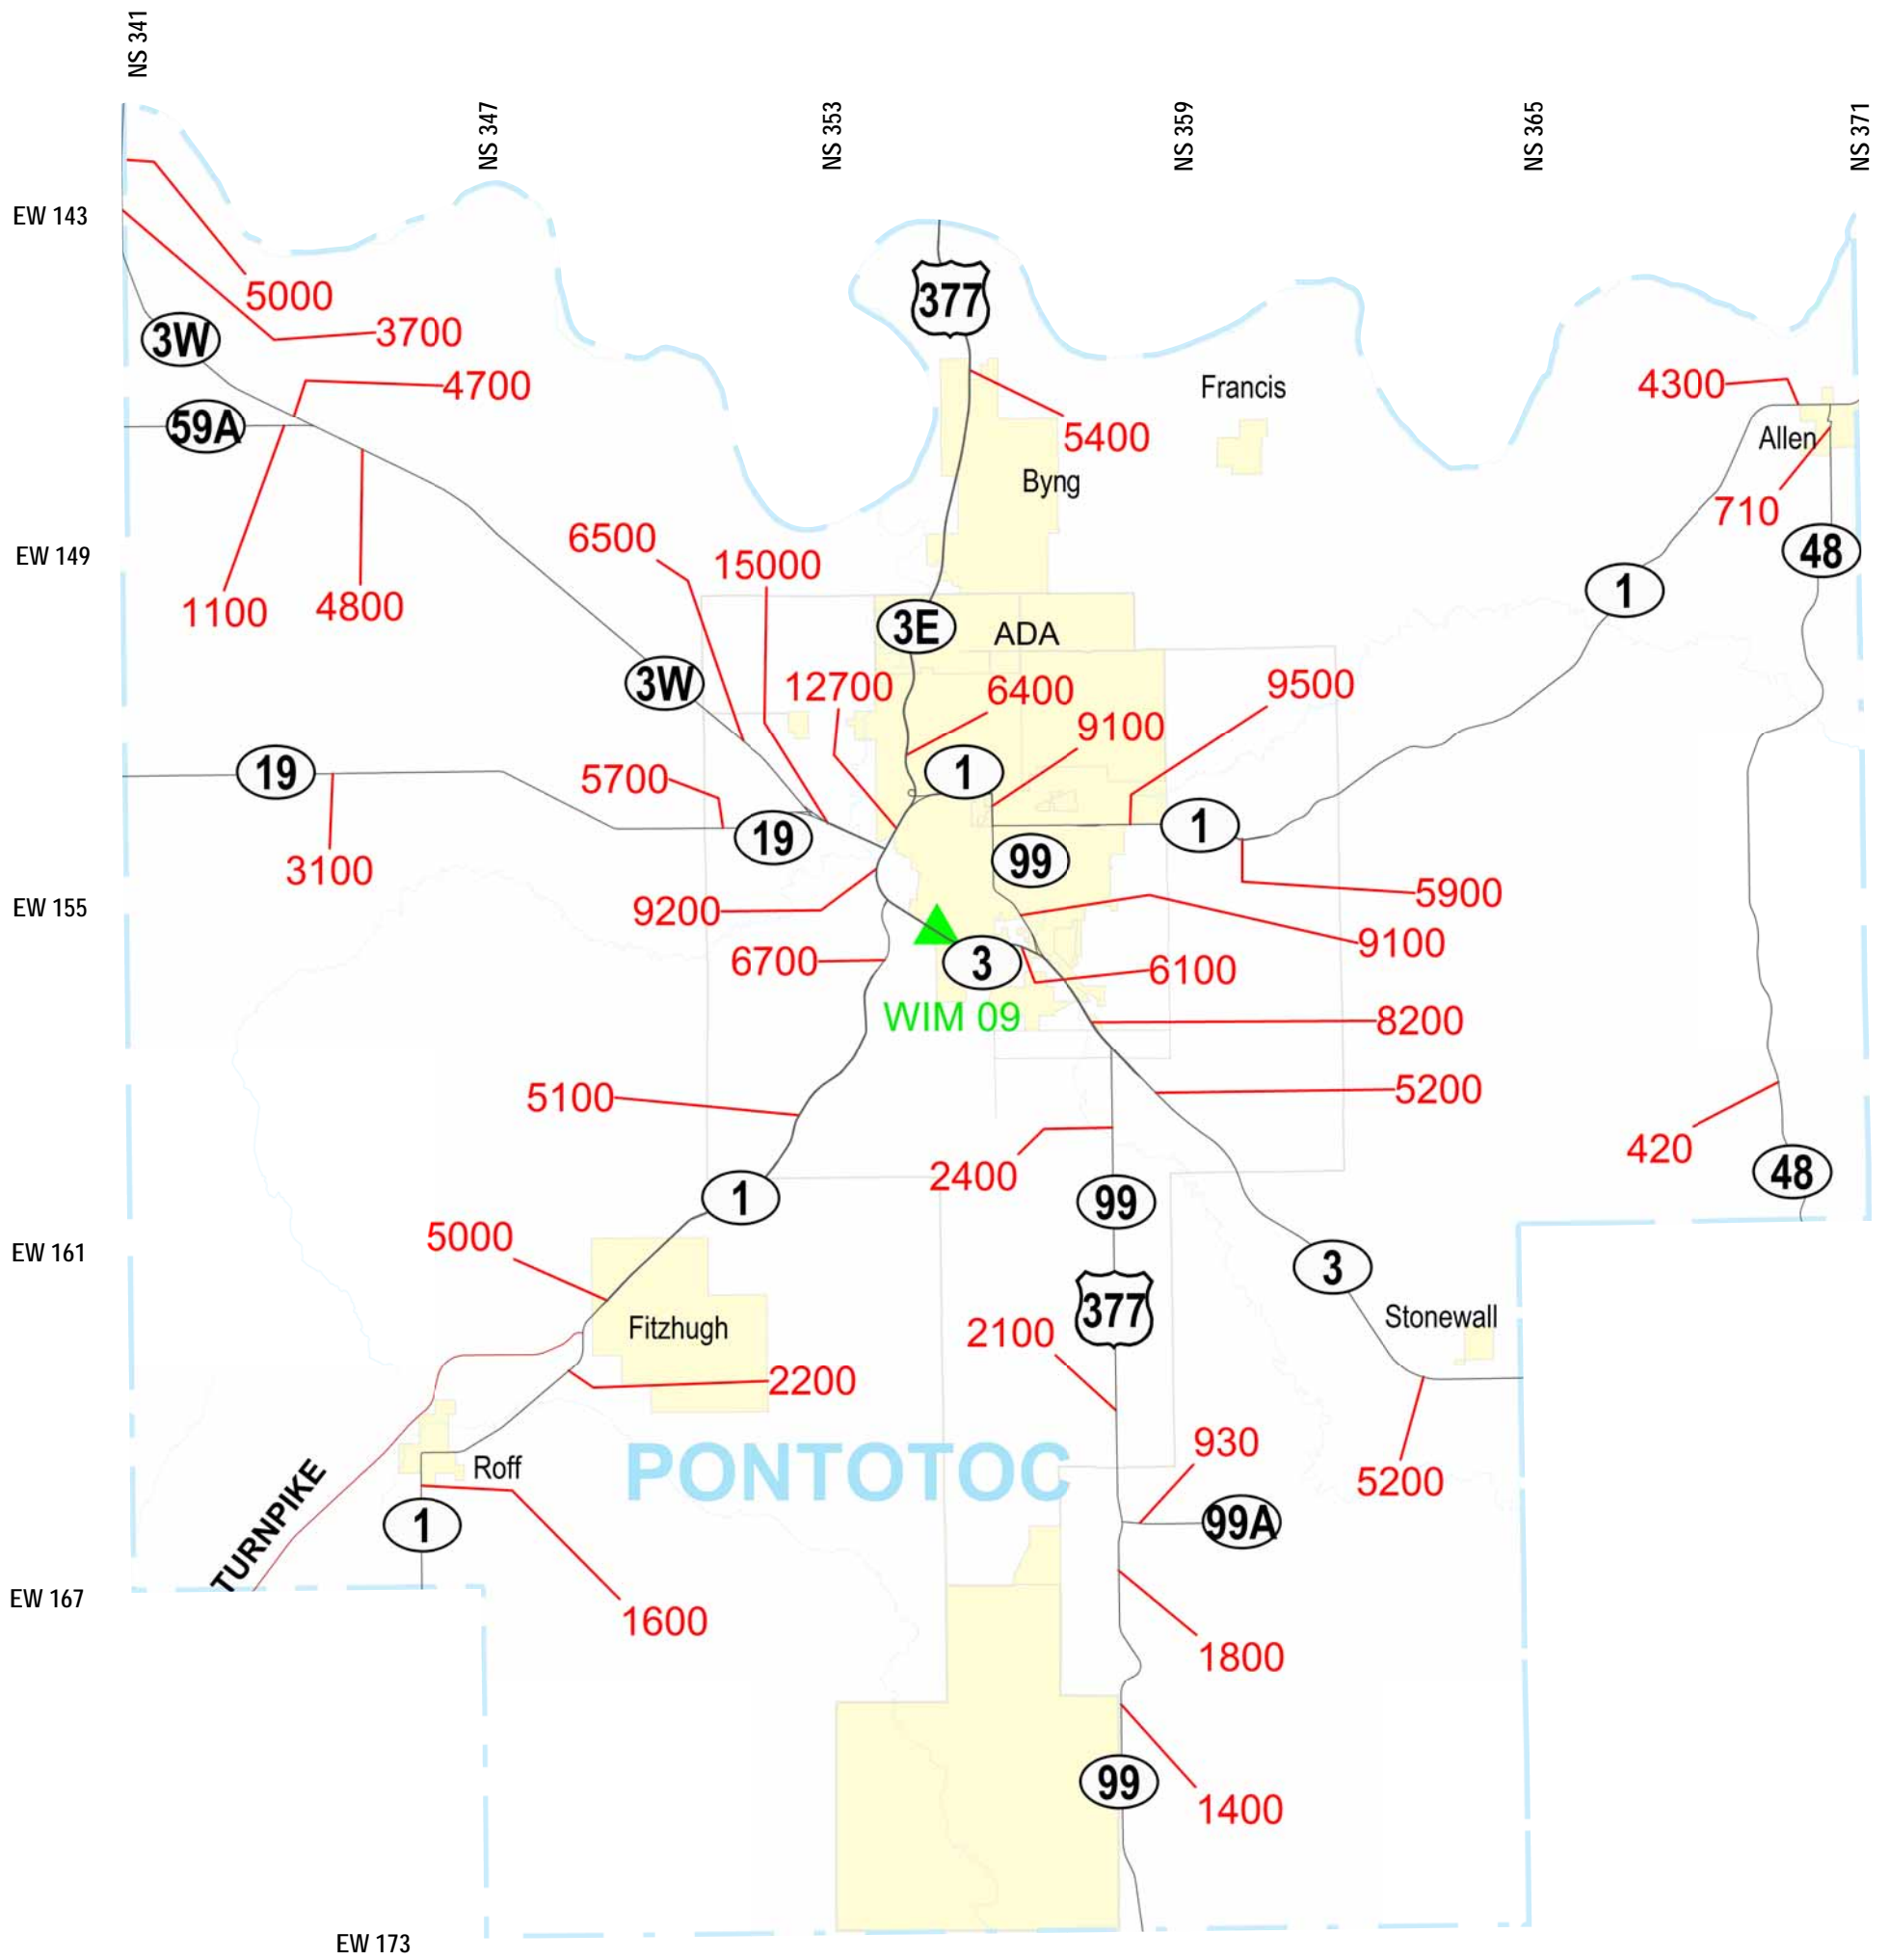 NS 341
NS 347
NS 353
NS 359
NS 365
NS 371
EW 143
5000
377
3700
3W
4700
Francis
4300
59A
5400
Allen
Byng
710
6500
EW 149
15000
48
1100
4800
1
3E
ADA
3W
12700
6400
9500
9100
19
5700
1
19
1
99
3100
5900
EW 155
9200
9100
6700
3
6100
WIM 09
8200
5100
5200
420
2400
48
1
99
5000
EW 161
3
377
Stonewall
Fitzhugh
2100
2200
930
PONTOTOC
Roff
5200
TURNPIKE
1
99A
EW 167
1600
1800
99
1400
EW 173